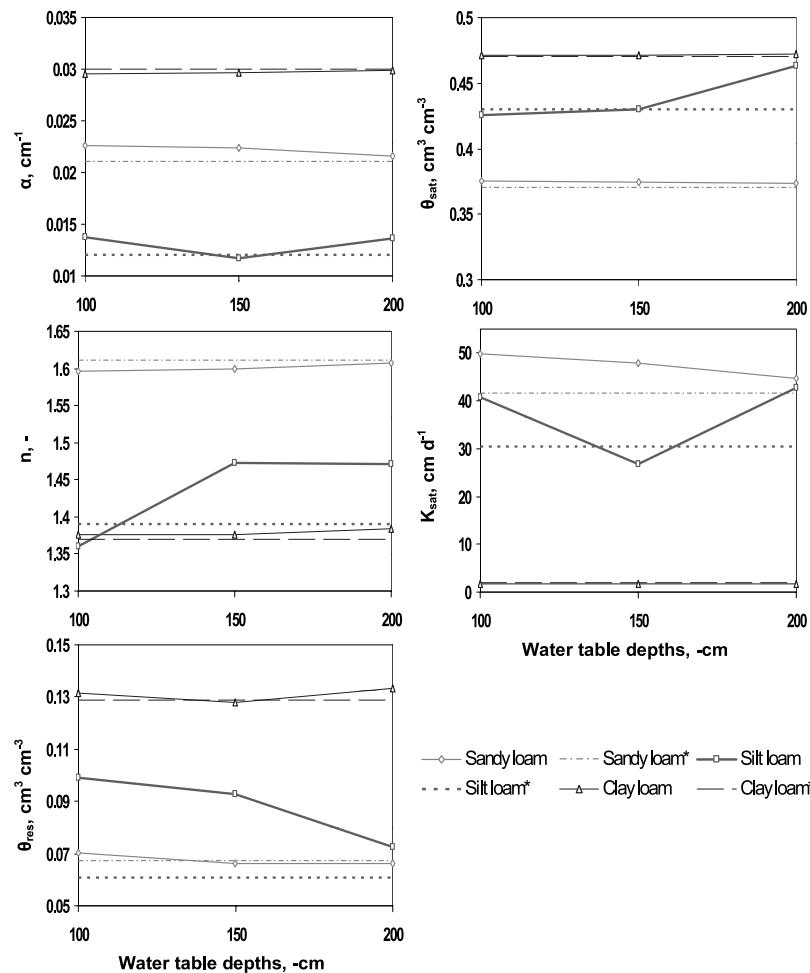 0.035
0.03
0.025
0.02
0.015
0.01
α, cm-1
100 150 200
0.5
0.45
0.4
0.35
0.3
θsat, cm3 cm-3
100 150 200
1.65
1.6
1.55
1.5
1.45
1.4
1.35
1.3
n, -
100 150 200
50
40
30
20
10
0
Ksat, cm d-1
100 150 200
Water table depths, -cm
0.15
0.13
0.11
0.09
0.07
0.05
θres, cm3 cm-3
100 150 200
Water table depths, -cm
Sandy loam Sandy loam* Silt loam
Silt loam* Clay loam Clay loam*